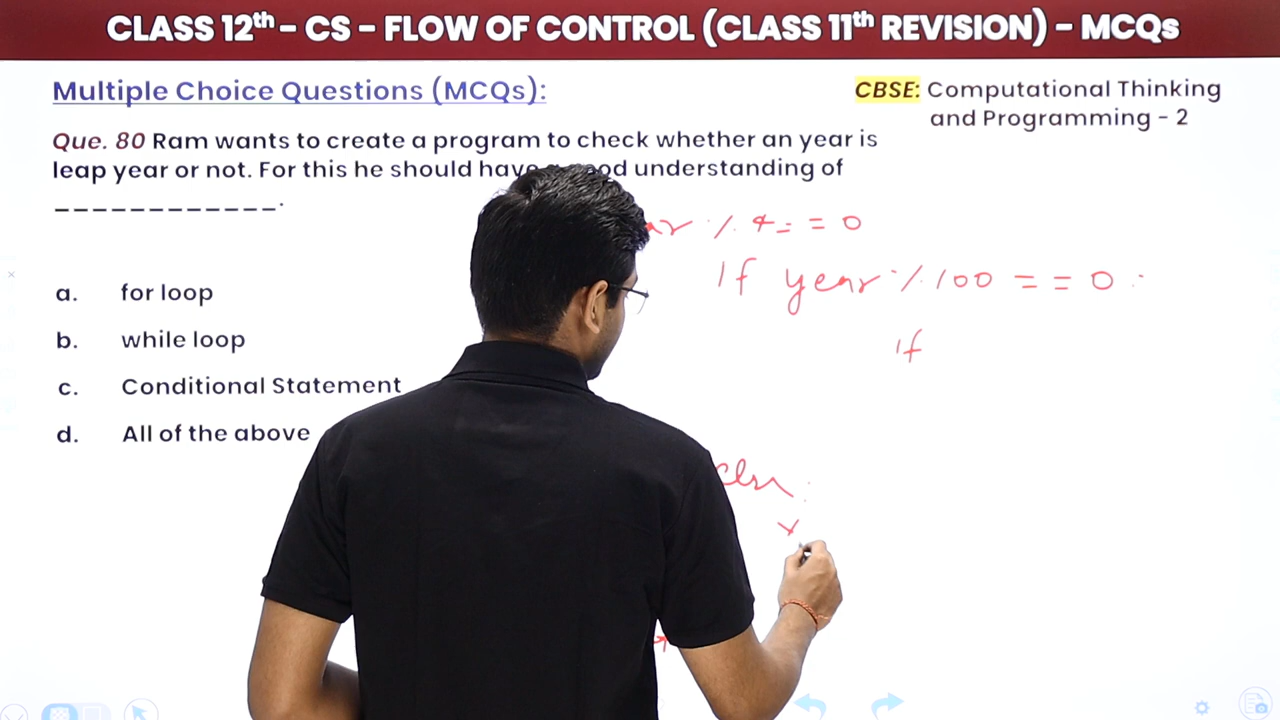 CLASS 12th - CS - FLOW OF CONTROL (CLASS 11th REVISION) - MCQs
Multiple Choice Questions (MCQs):
CBSE: Computational Thinking
and Programming - 2
Que. 80 Ram wants to create a program to check whether an year is
leap year or not. For this he should have understanding of
____________.
% 4 == 0
If year % 100 == 0 :
If
a. for loop
b. while loop
c. Conditional Statement
d. All of the above